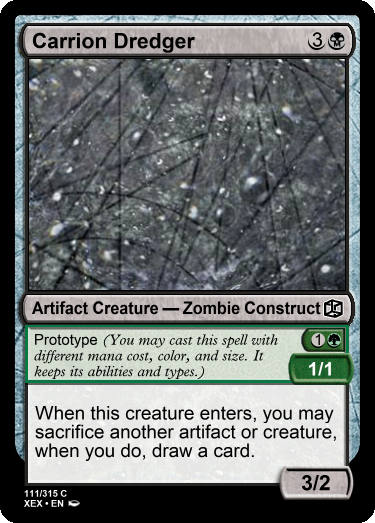 Carrion Dredger 3
Artifact Creature — Zombie Construct
Prototype (You may cast this spell with
different mana cost, color, and size. It
keeps its abilities and types.)
1
1/1
When this creature enters, you may
sacrifice another artifact or creature,
when you do, draw a card.
3/2
111/315 C
XEX • EN